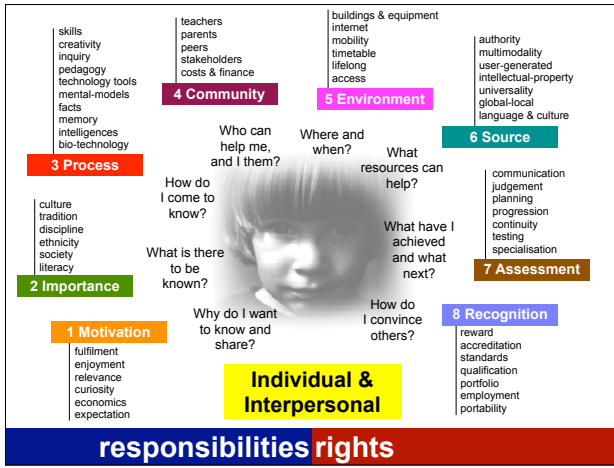 skills
creativity
inquiry
pedagogy
technology tools
mental-models
facts
memory
intelligences
bio-technology
3 Process
teachers
parents
peers
stakeholders
costs & finance
4 Community
buildings & equipment
internet
mobility
timetable
lifelong
access
5 Environment
authority
multimodality
user-generated
intellectual-property
universality
global-local
language & culture
6 Source
culture
tradition
discipline
ethnicity
society
literacy
2 Importance
Who can
help me,
and I them?
Where and
when?
What
resources can
help?
How do
I come to
know?
What is there
to be
known?
What have I
achieved
and what
next?
Why do I want
to know and
share?
How do
I convince
others?
communication
judgement
planning
progression
continuity
testing
specialisation
7 Assessment
1 Motivation
fulfilment
enjoyment
relevance
curiosity
economics
expectation
Individual &
Interpersonal
8 Recognition
reward
accreditation
standards
qualification
portfolio
employment
portability
responsibilities rights